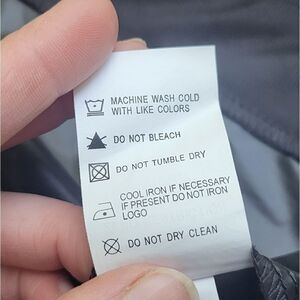 MACHINE WASH COLD
WITH LIKE COLORS
DO NOT BLEACH
DO NOT TUMBLE DRY
COOL IRON IF NECESSARY
IF PRESENT DO NOT IRON
LOGO
DO NOT DRY CLEAN